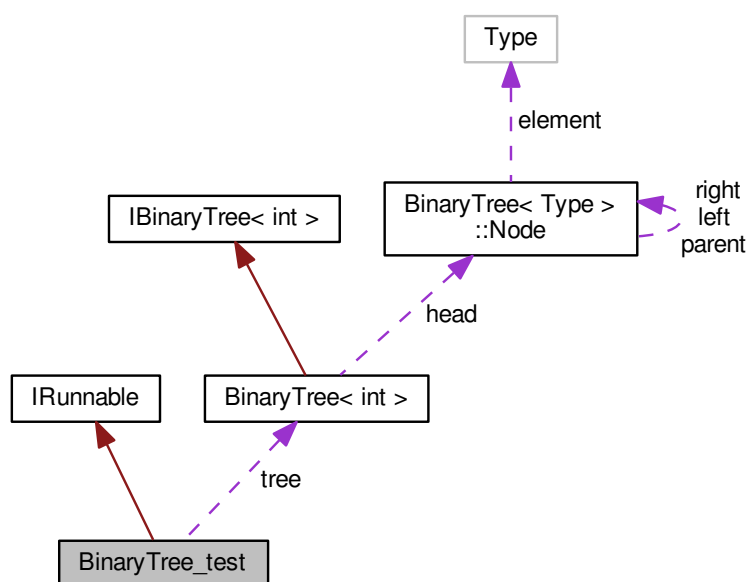 Type
element
BinaryTree< Type >
::Node
right
left
parent
IBinaryTree< int >
head
IRunnable
BinaryTree< int >
tree
BinaryTree_test